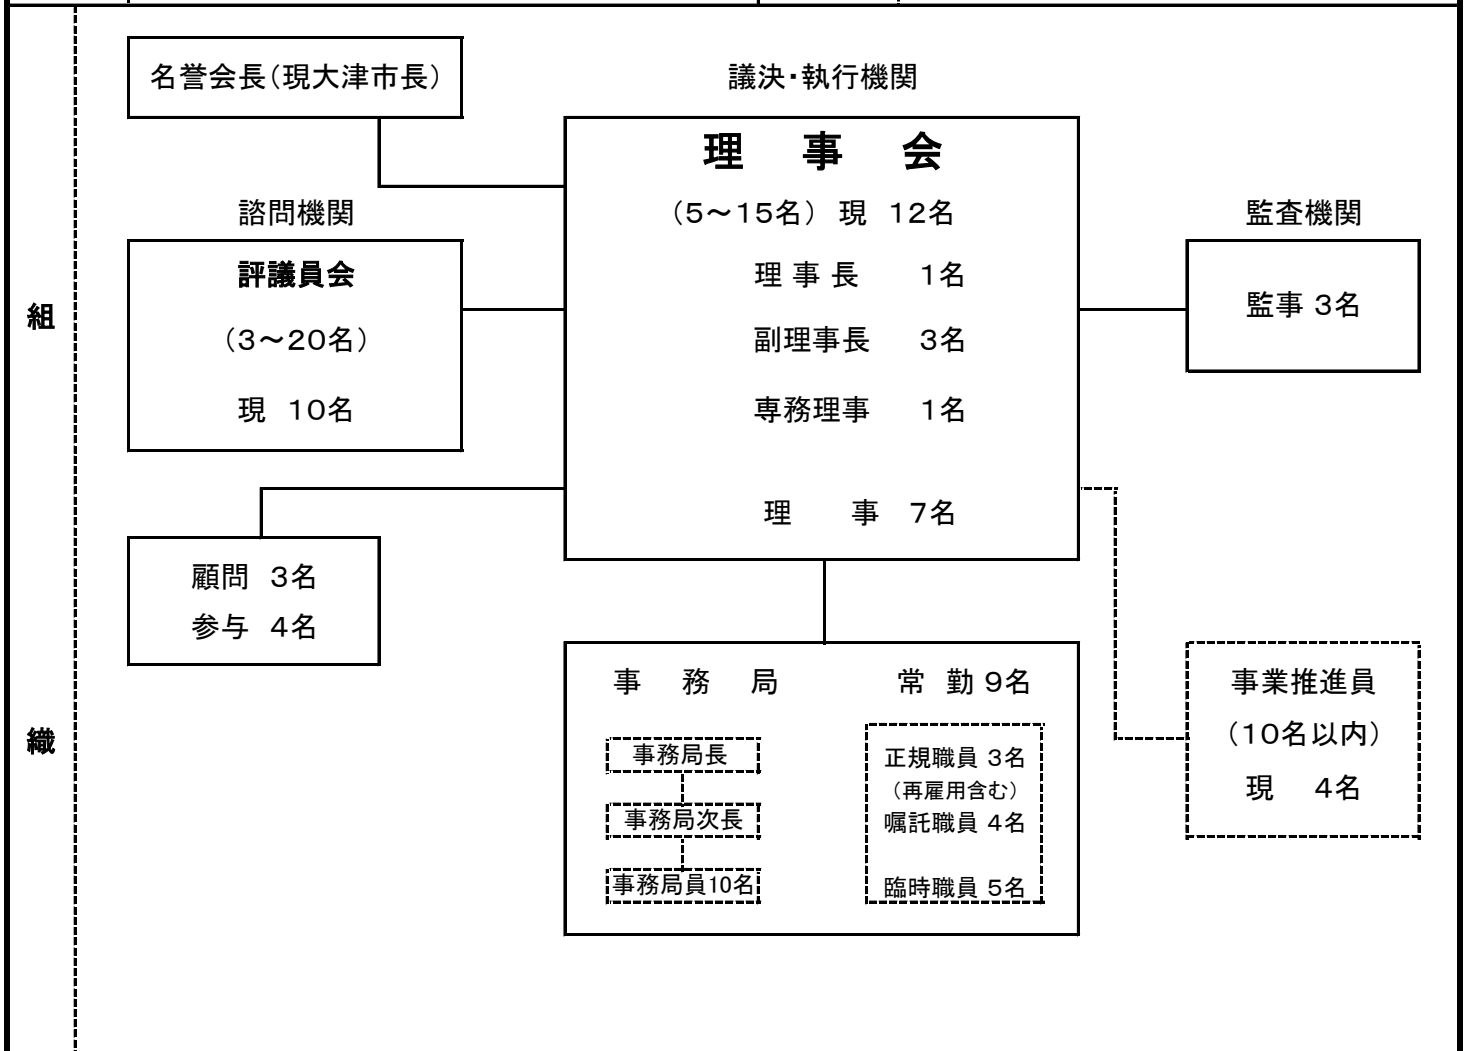 組
織
名誉会長（現大津市長）
議決・執行機関
理 事 会
（5～15名） 現 12名
理 事 長 1名
副理事長 3名
専務理事 1名
理 事 7名
諮問機関
評議員会
（3～20名）
現 10名
監査機関
監事 3名
顧問 3名
参与 4名
事 務 局 常 勤 9名
事務局長
事務局次長
事務局員10名
正規職員 3名
（再雇用含む）
嘱託職員 4名
臨時職員 5名
事業推進員
（10名以内）
現 4名